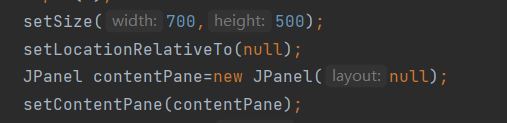 setSize( width: 700, height: 500);
setLocationRelativeTo(null);
JPanel contentPane=new JPanel( layout: null);
setContentPane(contentPane);